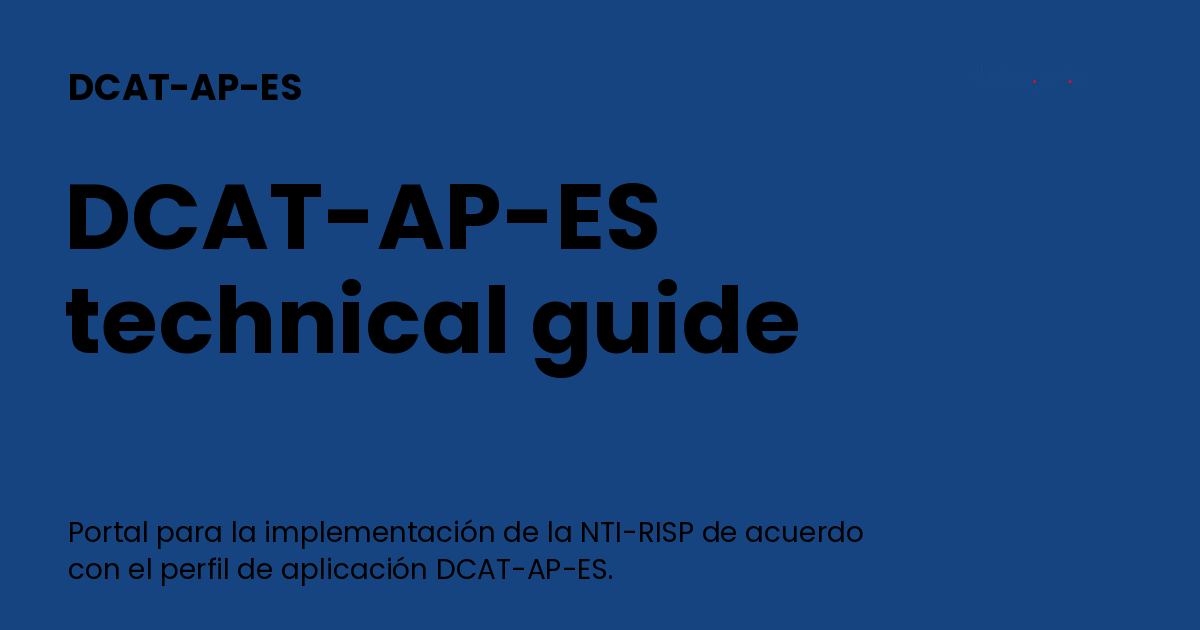 DCAT-AP-ES
DCAT-AP-ES
technical guide
Portal para la implementación de la NTI-RISP de acuerdo
con el perfil de aplicación DCAT-AP-ES.